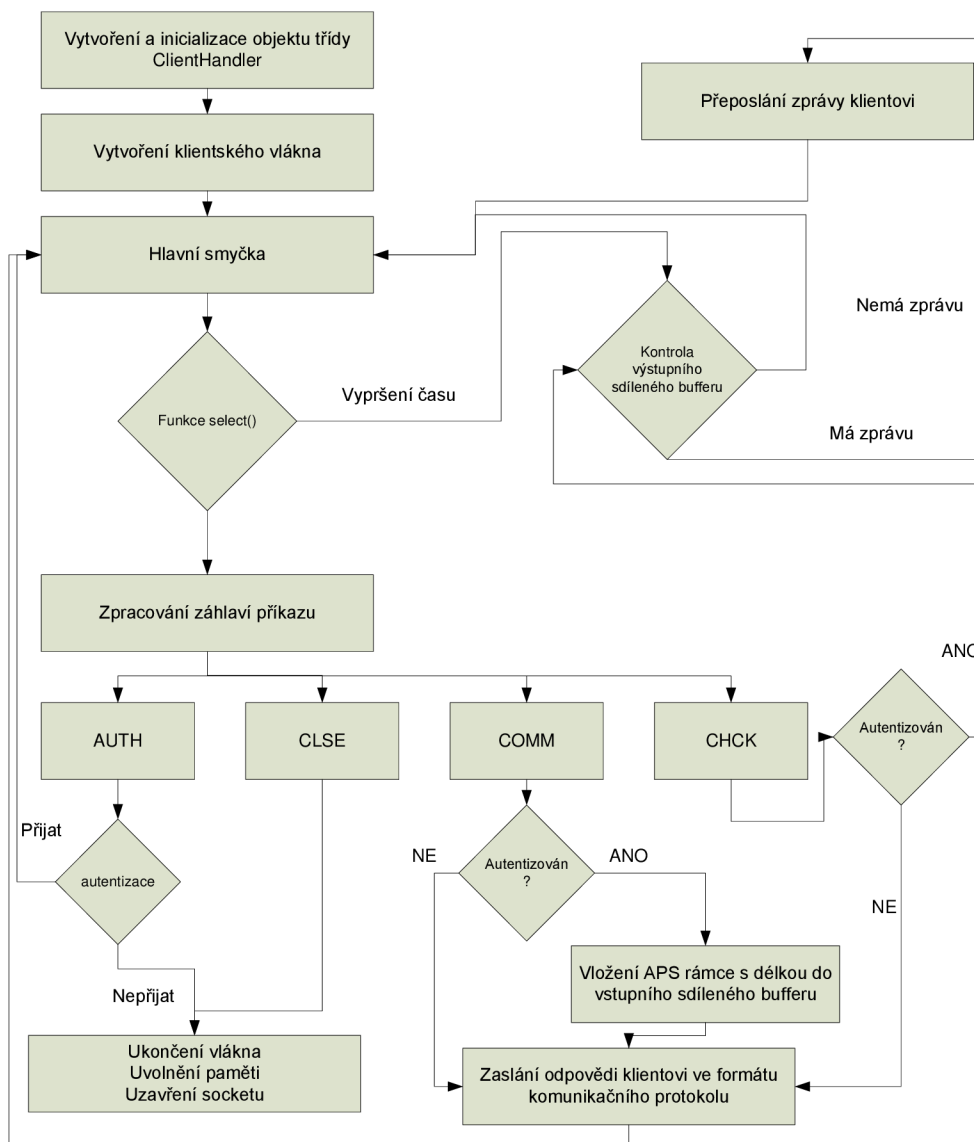 Vytvoření a inicializace objektu třídy
ClientHandler
Přeposlání zprávy klientovi
Vytvoření klientského vlákna
Hlavní smyčka
Nemá zprávu
Kontrola
výstupního
sdíleného bufferu
Vypršení času
Funkce select()
Má zprávu
Zpracování záhlaví příkazu
ANO
AUTH
CLSE
COMM
CHCK
Autentizován
?
Přijat
autentizace
NE
Autentizován
?
ANO
NE
Vložení APS rámce s délkou do
vstupního sdíleného bufferu
Nepřijat
Ukončení vlákna
Uvolnění paměti
Uzavření socketu
Zaslání odpovědi klientovi ve formátu
komunikačního protokolu